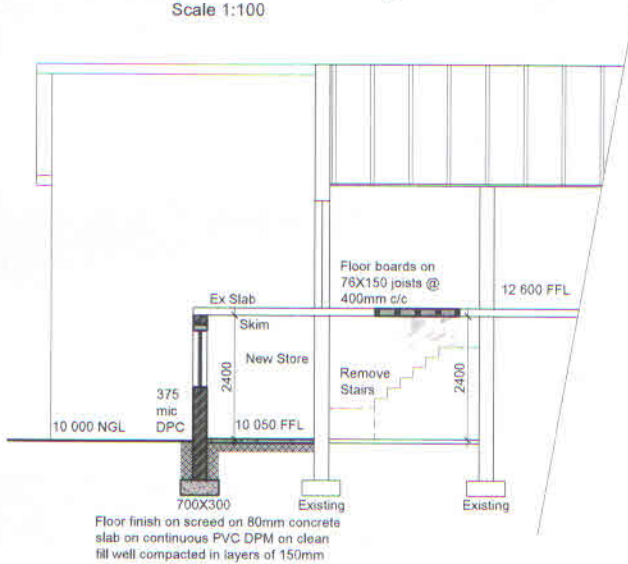 Scale 1:100
Floor boards on
76X150 joists @
400mm c/c
12 600 FFL
Ex Slab
Skim
New Store
2400
Remove
Stairs
2400
375
mic
DPC
10 000 NGL
10 050 FFL
700X300
Existing
Existing
Floor finish on screed on 80mm concrete
slab on continuous PVC DPM on clean
fill well compacted in layers of 150mm